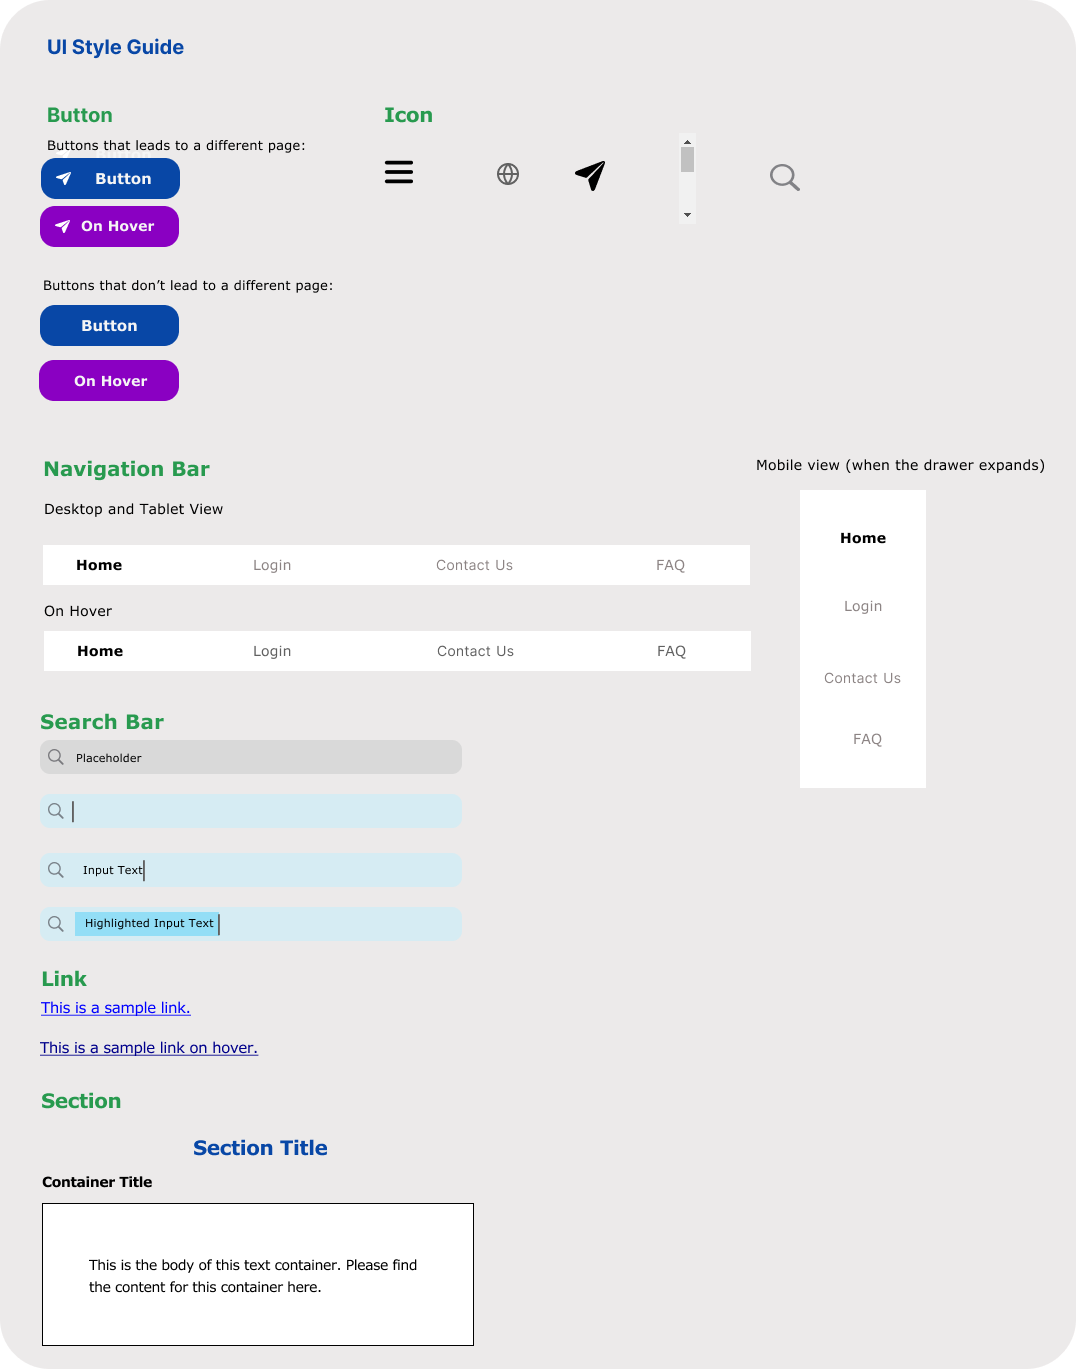 UI Style Guide
Button
Icon
Buttons that leads to a different page:
Button
On Hover
Buttons that don’t lead to a different page:
Button
On Hover
Navigation Bar
Desktop and Tablet View
Home Login Contact Us FAQ
On Hover
Home Login Contact Us FAQ
Mobile view (when the drawer expands)
Home
Login
Contact Us
FAQ
Search Bar
Placeholder
Input Text
Highlighted Input Text
Link
This is a sample link.
This is a sample link on hover.
Section
Section Title
Container Title
This is the body of this text container. Please find
the content for this container here.